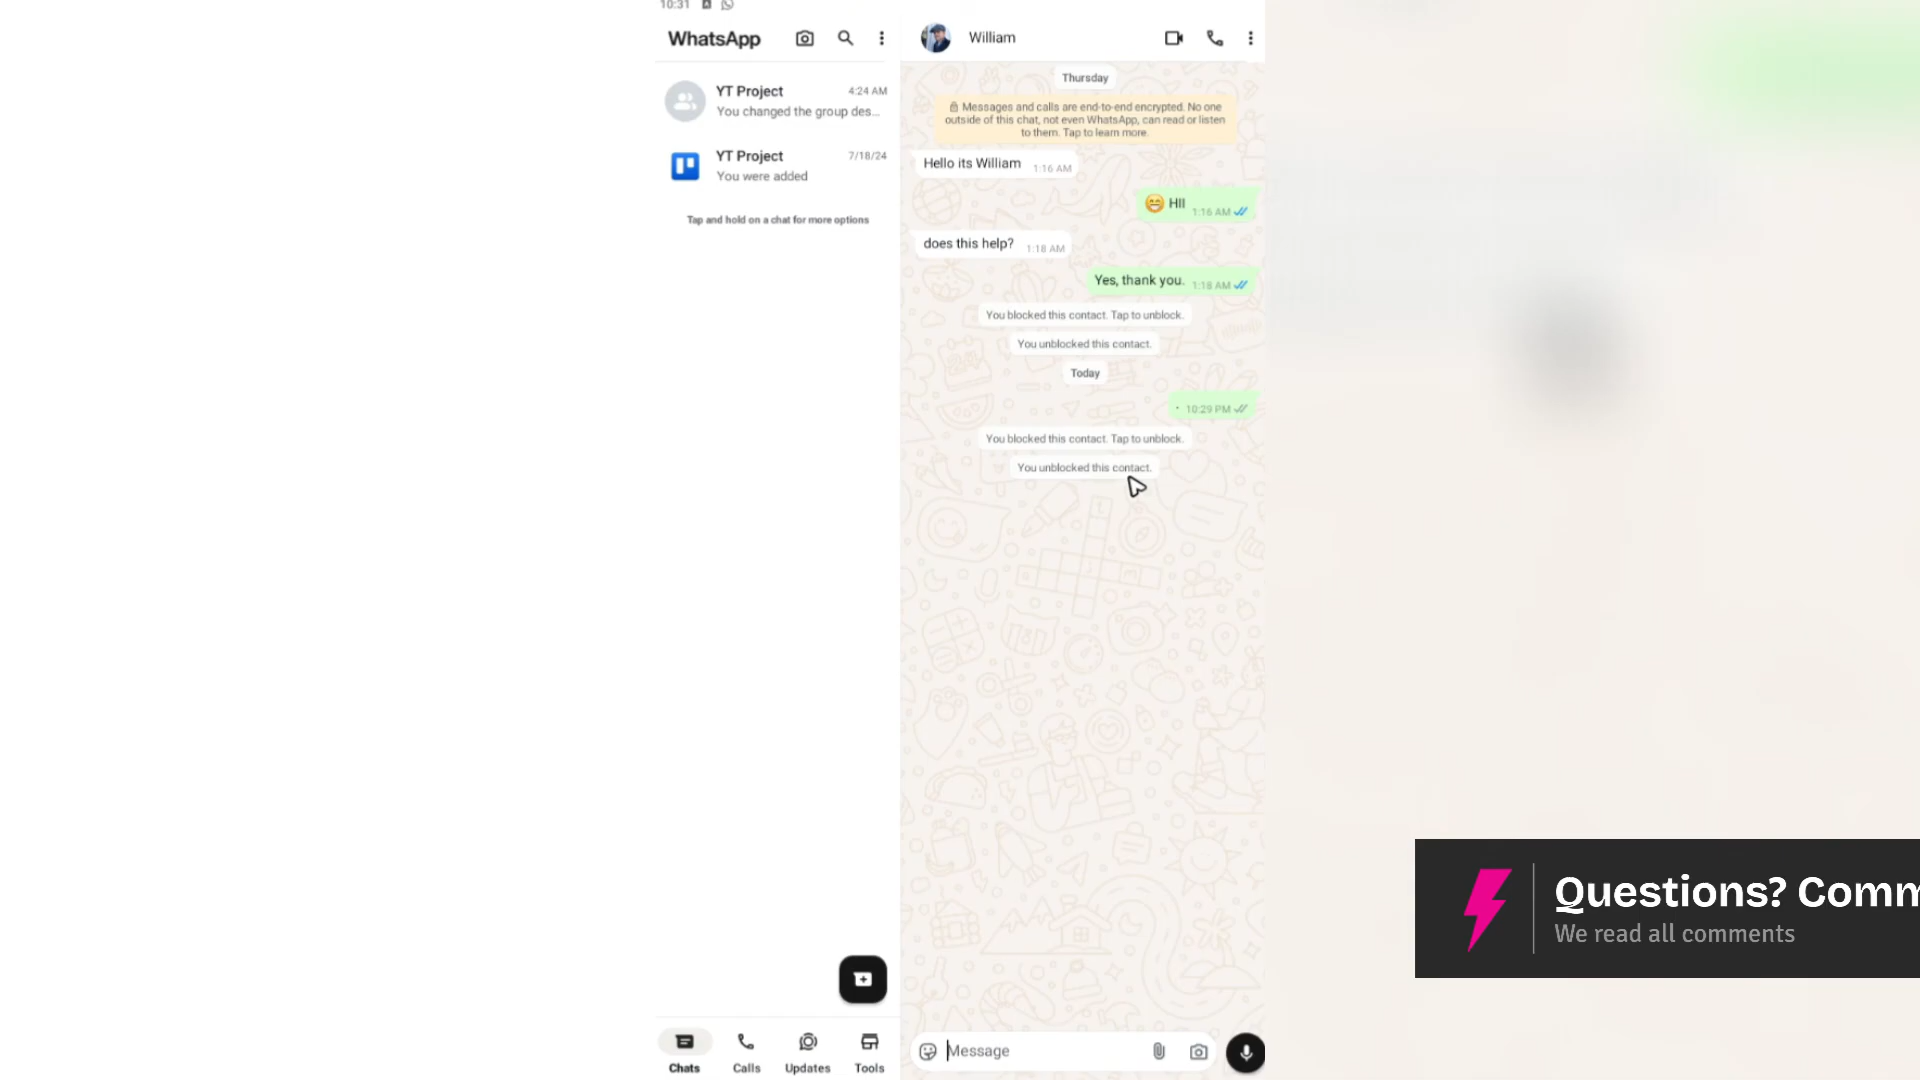 10:31
WhatsApp
YT Project 4:24 AM
You changed the group des...
YT Project 7/18/24
You were added
Tap and hold on a chat for more options
Chats
Calls
Updates
Tools
William
Thursday
Messages and calls are end-to-end encrypted. No one
outside of this chat, not even WhatsApp, can read or listen
to them. Tap to learn more.
Hello its William 1:16 AM
😁 HII 1:16 AM
does this help? 1:18 AM
Yes, thank you. 1:18 AM
You blocked this contact. Tap to unblock.
You unblocked this contact.
Today
. 10:29 PM
You blocked this contact. Tap to unblock.
You unblocked this contact.
Message
Questions? Comm
We read all comments